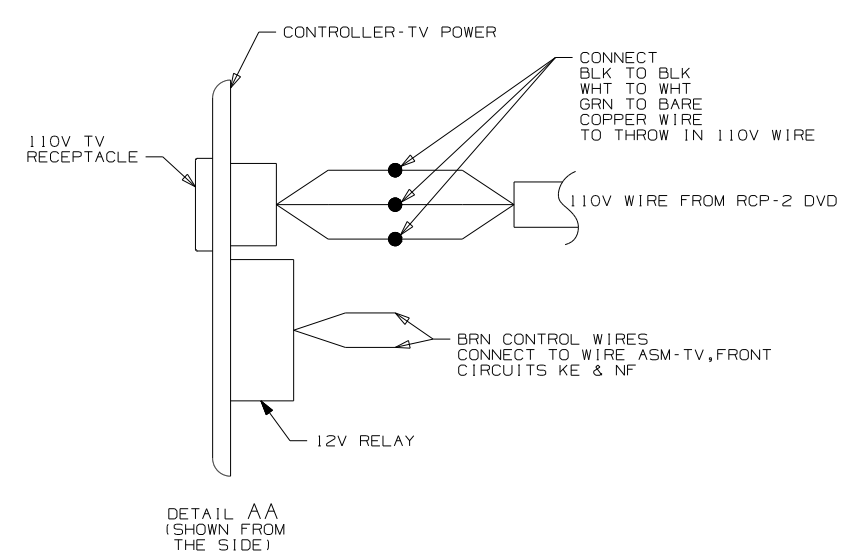 CONTROLLER-TV POWER
CONNECT
BLK TO BLK
WHT TO WHT
GRN TO BARE
COPPER WIRE
TO THROW IN 110V WIRE
110V TV
RECEPTACLE
110V WIRE FROM RCP-2 DVD
BRN CONTROL WIRES
CONNECT TO WIRE ASM-TV,FRONT
CIRCUITS KE & NF
12V RELAY
DETAIL AA
(SHOWN FROM
THE SIDE)